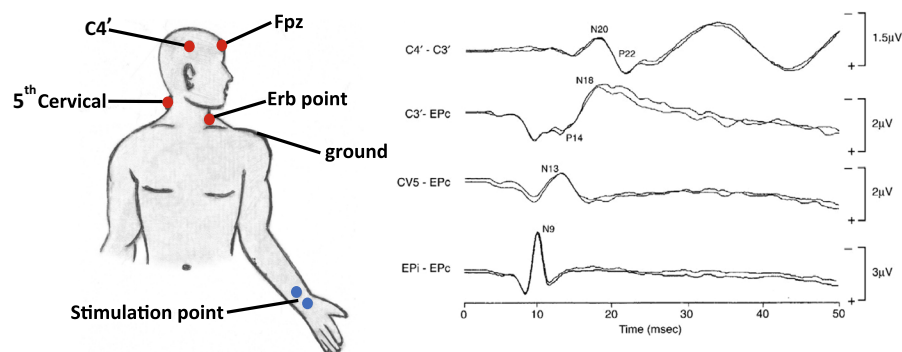 C4′
Fpz
5th Cervical
Erb point
ground
Stimulation point
C4′ - C3′
N20
P22
−
1.5μV
+
C3′- EPc
N18
P14
−
2μV
+
CV5 - EPc
N13
−
2μV
+
EPi - EPc
N9
−
3μV
+
0 10 20 30 40 50
Time (msec)